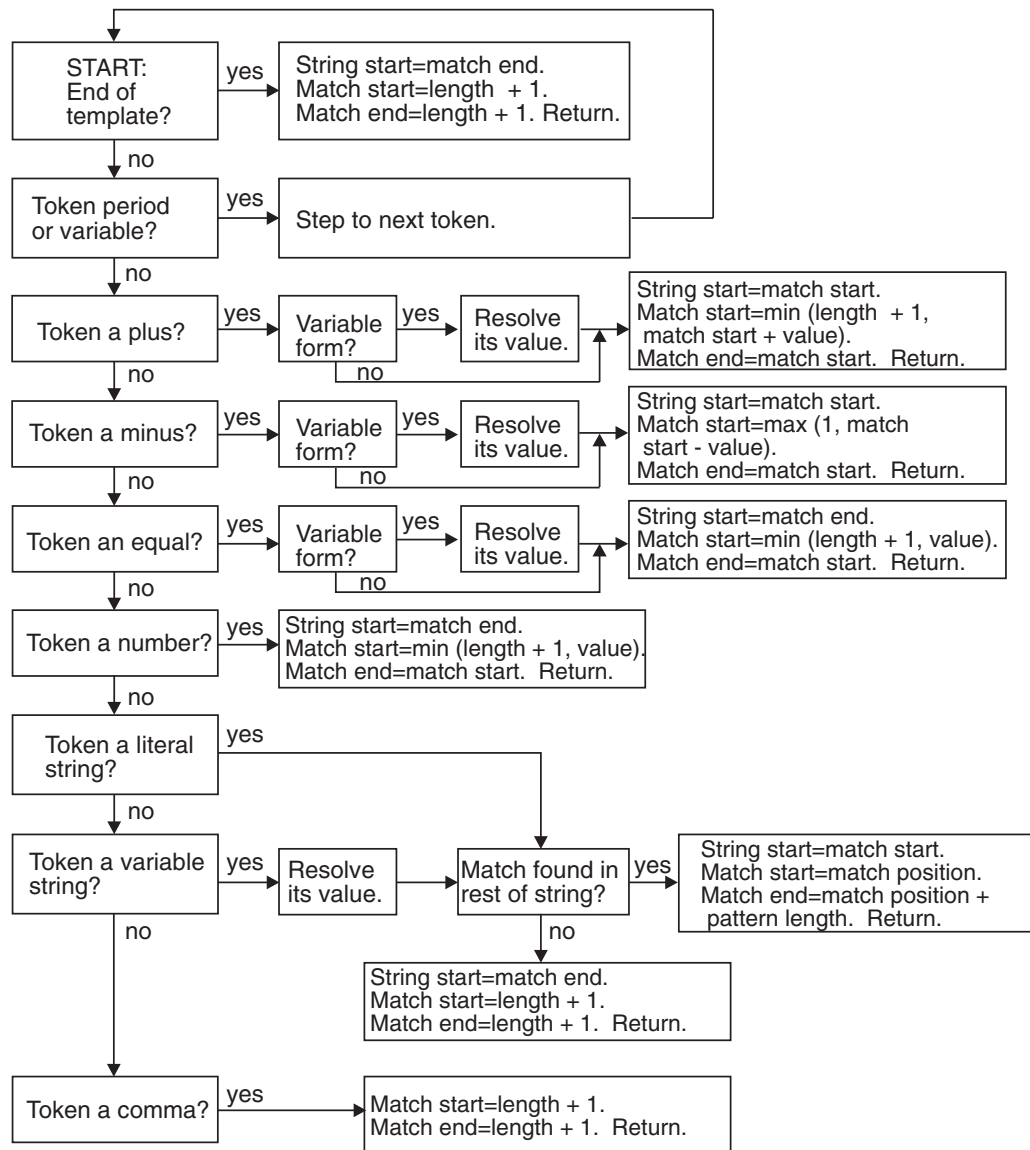 START:
End of
template?
yes
String start=match end.
Match start=length + 1.
Match end=length + 1. Return.
no
Token period
or variable?
yes
Step to next token.
no
Token a plus?
yes
Variable
form?
yes
Resolve
its value.
no
String start=match start.
Match start=min (length + 1,
match start + value).
Match end=match start. Return.
no
Token a minus?
yes
Variable
form?
yes
Resolve
its value.
no
String start=match start.
Match start=max (1, match
start - value).
Match end=match start. Return.
no
Token an equal?
yes
Variable
form?
yes
Resolve
its value.
no
String start=match end.
Match start=min (length + 1, value).
Match end=match start. Return.
no
Token a number?
yes
String start=match end.
Match start=min (length + 1, value).
Match end=match start. Return.
no
Token a literal
string?
yes
no
Token a variable
string?
yes
Resolve
its value.
Match found in
rest of string?
yes
String start=match start.
Match start=match position.
Match end=match position +
pattern length. Return.
no
no
String start=match end.
Match start=length + 1.
Match end=length + 1. Return.
Token a comma?
yes
Match start=length + 1.
Match end=length + 1. Return.